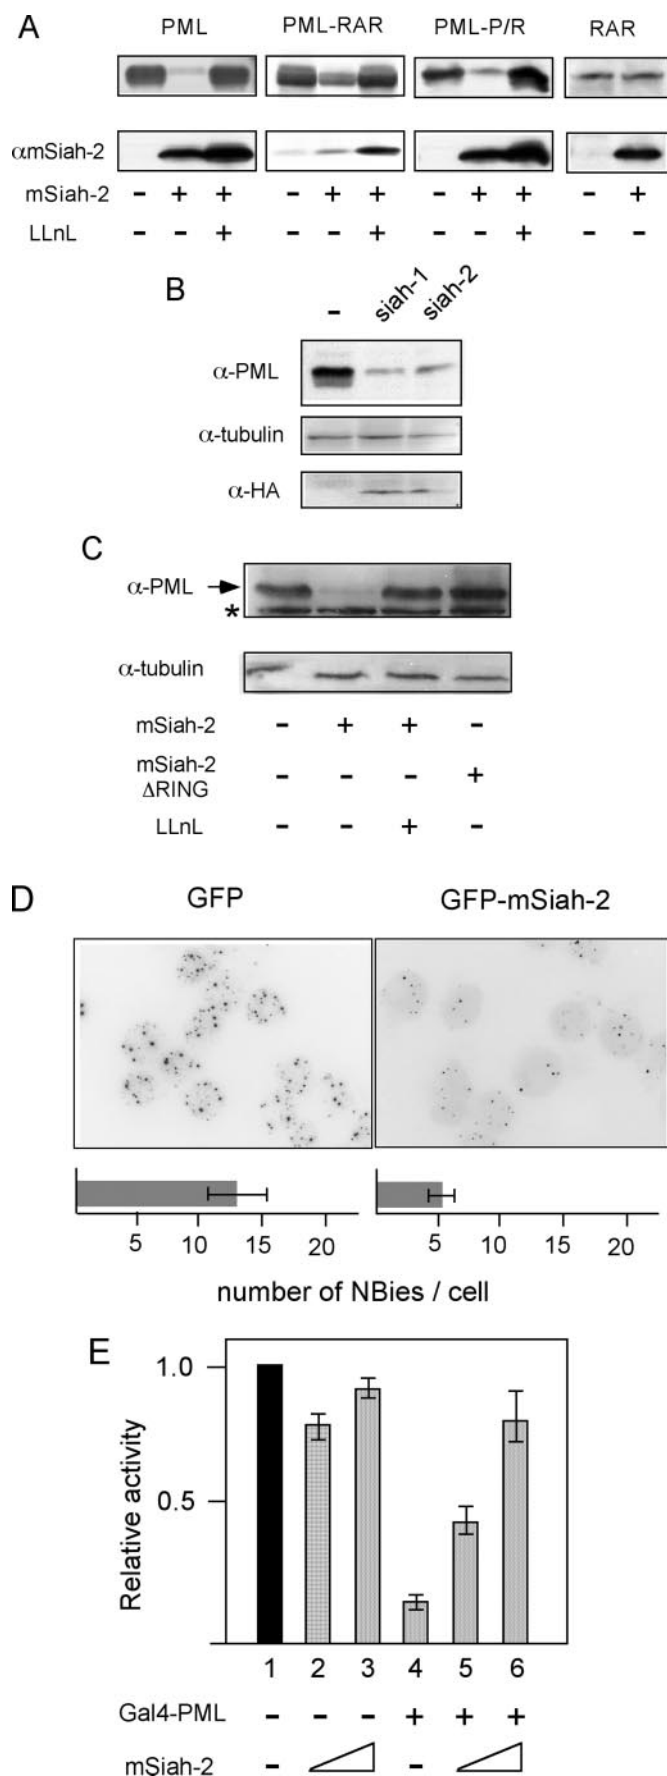 A
PML PML-RAR PML-P/R RAR
αmSiah-2
mSiah-2 - + + - + + - + + - +
LLnL - - + - - + - - + - -
B
- siah-1 siah-2
α-PML
α-tubulin
α-HA
C
α-PML
*
α-tubulin
mSiah-2 - + + -
mSiah-2 ΔRING - - - +
LLnL - - + -
D
GFP GFP-mSiah-2
5 10 15 20 5 10 15 20
number of NBies / cell
E
Relative activity
1.0
0.5
1 2 3 4 5 6
Gal4-PML - - - + + +
mSiah-2 - -